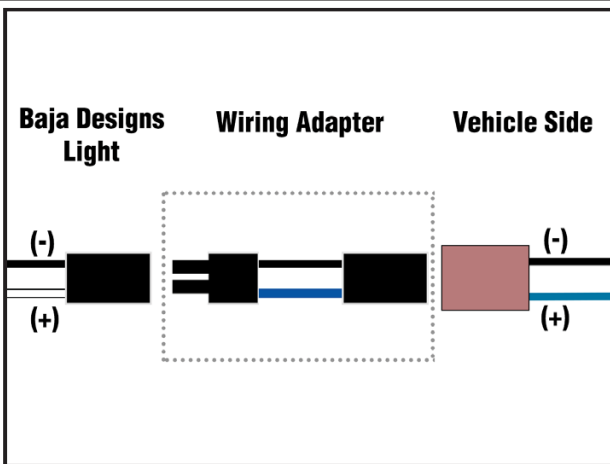 Baja Designs
Light
Wiring Adapter
Vehicle Side
(-)
(+)
(-)
(+)